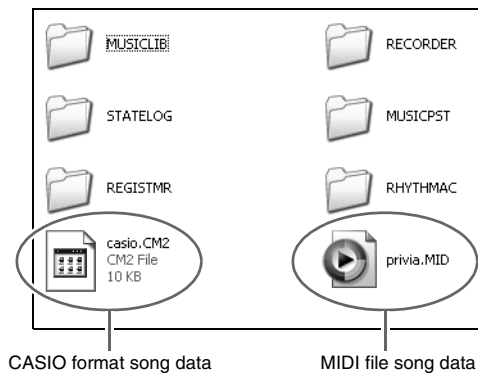 MUSICLIB
RECORDER
STATELOG
MUSICPST
REGISTMR
RHYTHMAC
casio.CM2
CM2 File
10 KB
privia.MID
CASIO format song data
MIDI file song data